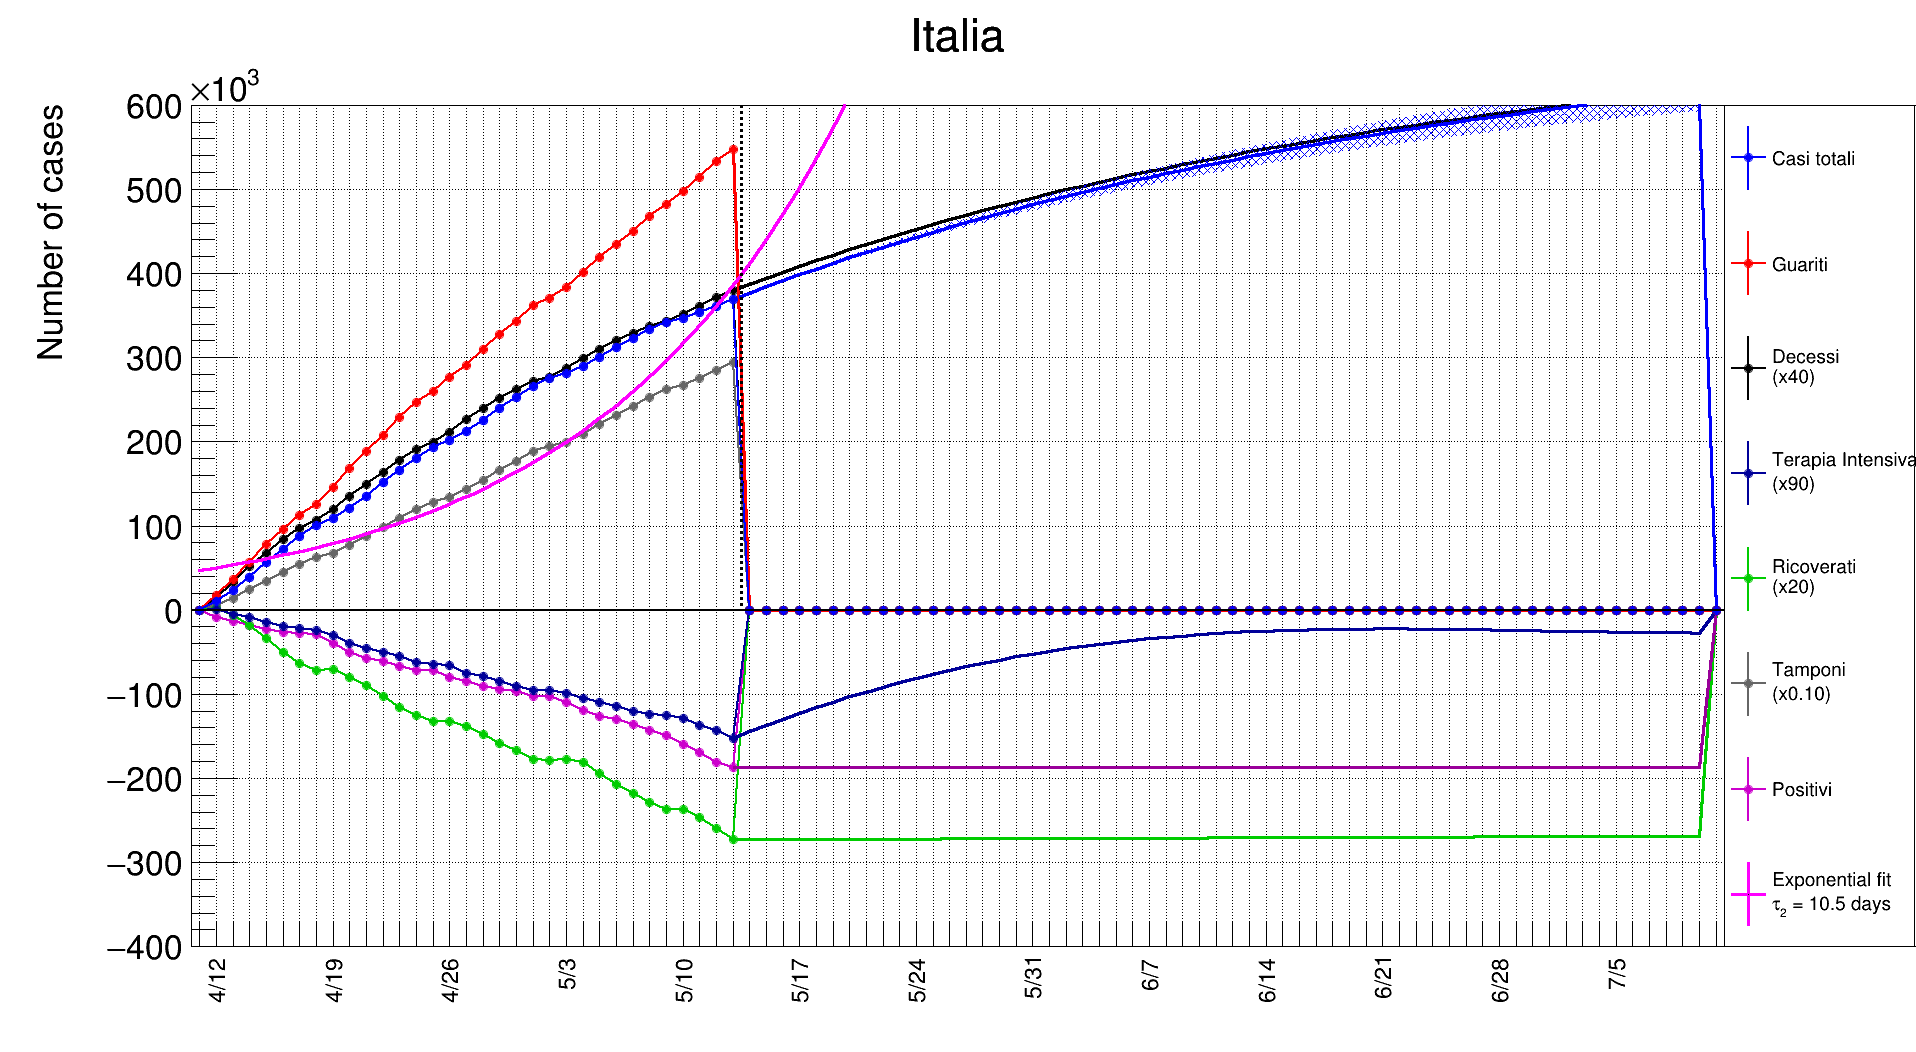 Italia
×10³
Number of cases
600
500
400
300
200
100
0
−100
−200
−300
−400
4/12
4/19
4/26
5/3
5/10
5/17
5/24
5/31
6/7
6/14
6/21
6/28
7/5
Casi totali
Guariti
Decessi
(x40)
Terapia Intensiva
(x90)
Ricoverati
(x20)
Tamponi
(x0.10)
Positivi
Exponential fit
τ₂ = 10.5 days